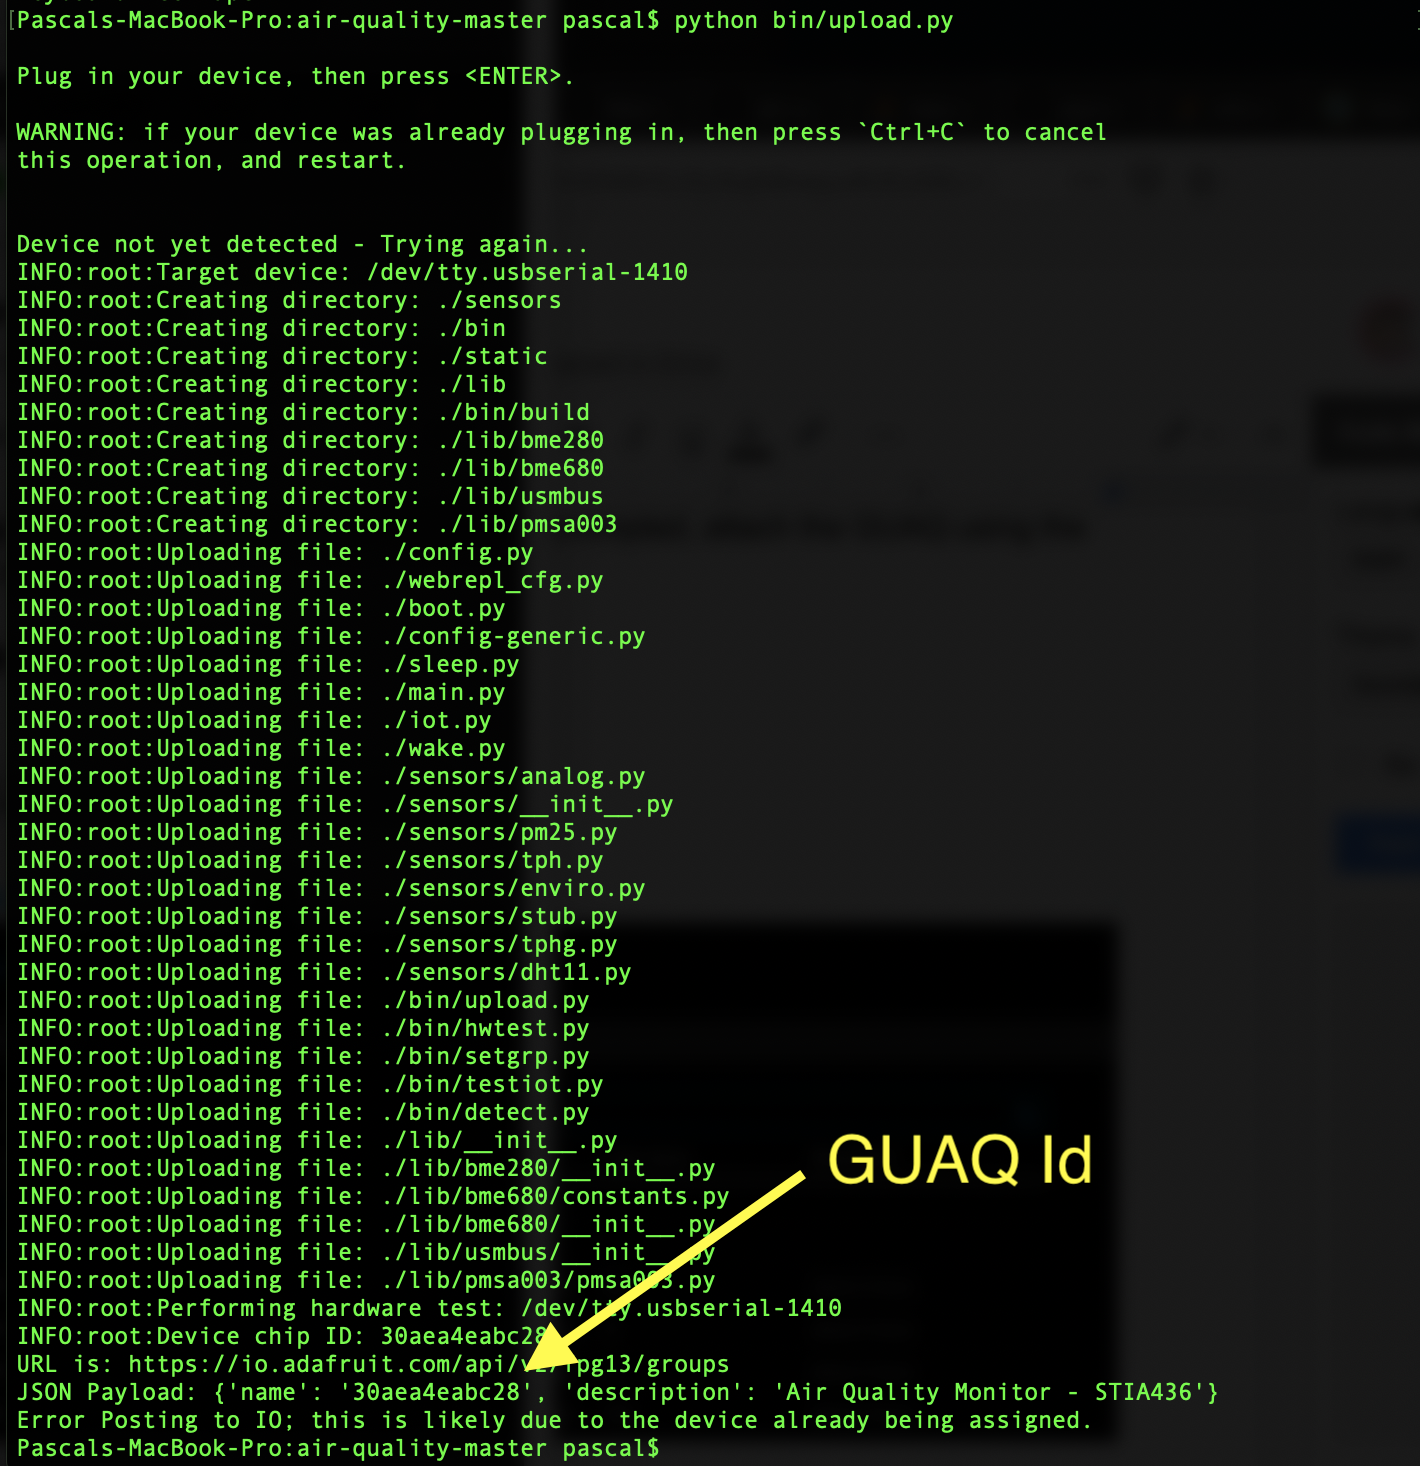 [Pascals-MacBook-Pro:air-quality-master pascal$ python bin/upload.py
Plug in your device, then press <ENTER>.
WARNING: if your device was already plugging in, then press `Ctrl+C` to cancel
this operation, and restart.
Device not yet detected - Trying again...
INFO:root:Target device: /dev/tty.usbserial-1410
INFO:root:Creating directory: ./sensors
INFO:root:Creating directory: ./bin
INFO:root:Creating directory: ./static
INFO:root:Creating directory: ./lib
INFO:root:Creating directory: ./bin/build
INFO:root:Creating directory: ./lib/bme280
INFO:root:Creating directory: ./lib/bme680
INFO:root:Creating directory: ./lib/usmbus
INFO:root:Creating directory: ./lib/pmsa003
INFO:root:Uploading file: ./config.py
INFO:root:Uploading file: ./webrepl_cfg.py
INFO:root:Uploading file: ./boot.py
INFO:root:Uploading file: ./config-generic.py
INFO:root:Uploading file: ./sleep.py
INFO:root:Uploading file: ./main.py
INFO:root:Uploading file: ./iot.py
INFO:root:Uploading file: ./wake.py
INFO:root:Uploading file: ./sensors/analog.py
INFO:root:Uploading file: ./sensors/__init__.py
INFO:root:Uploading file: ./sensors/pm25.py
INFO:root:Uploading file: ./sensors/tph.py
INFO:root:Uploading file: ./sensors/enviro.py
INFO:root:Uploading file: ./sensors/stub.py
INFO:root:Uploading file: ./sensors/tphg.py
INFO:root:Uploading file: ./sensors/dht11.py
INFO:root:Uploading file: ./bin/upload.py
INFO:root:Uploading file: ./bin/hwtest.py
INFO:root:Uploading file: ./bin/setgrp.py
INFO:root:Uploading file: ./bin/testiot.py
INFO:root:Uploading file: ./bin/detect.py
INFO:root:Uploading file: ./lib/__init__.py
GUAQ Id
INFO:root:Uploading file: ./lib/bme280/__init__.py
INFO:root:Uploading file: ./lib/bme680/constants.py
INFO:root:Uploading file: ./lib/bme680/__init__.py
INFO:root:Uploading file: ./lib/usmbus/__init__.py
INFO:root:Uploading file: ./lib/pmsa003/pmsa003.py
INFO:root:Performing hardware test: /dev/tty.usbserial-1410
INFO:root:Device chip ID: 30aea4eabc28
URL is:
JSON Payload: {'name': '30aea4eabc28', 'description': 'Air Quality Monitor - STIA436'}
Error Posting to IO; this is likely due to the device already being assigned.
Pascals-MacBook-Pro:air-quality-master pascal$